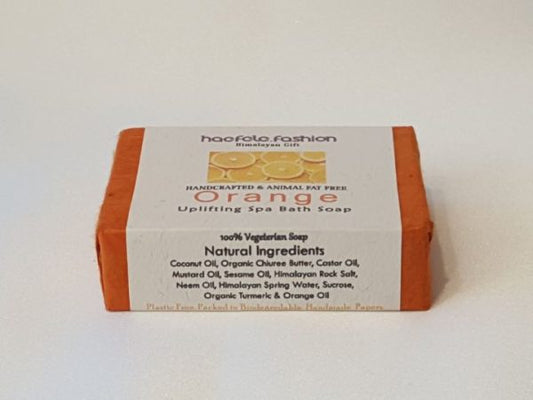 haefele.fashion
Himalayan Gift
HANDCRAFTED & ANIMAL FAT FREE
Orange
Uplifting Spa Bath Soap
100% Vegeterian Soap
Natural Ingredients
Coconut Oil, Organic Chiuree Butter, Castor Oil,
Mustard Oil, Sesame Oil, Himalayan Rock Salt,
Neem Oil, Himalayan Spring Water, Sucrose,
Organic Turmeric & Orange Oil
Plastic Free. Packed in Biodegradable Handmade Papers